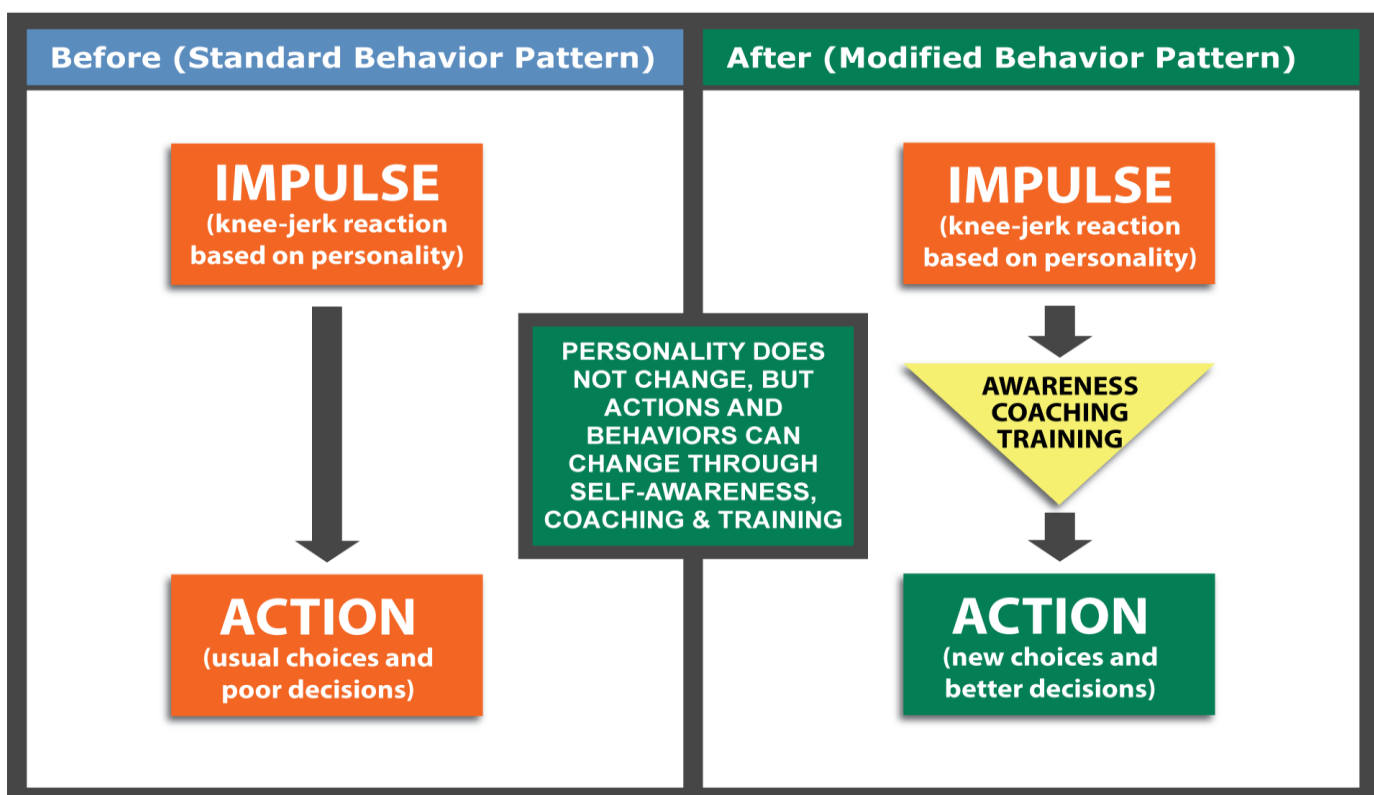 Before (Standard Behavior Pattern)
IMPULSE
(knee-jerk reaction
based on personality)
ACTION
(usual choices and
poor decisions)
PERSONALITY DOES
NOT CHANGE, BUT
ACTIONS AND
BEHAVIORS CAN
CHANGE THROUGH
SELF-AWARENESS,
COACHING & TRAINING
After (Modified Behavior Pattern)
IMPULSE
(knee-jerk reaction
based on personality)
AWARENESS
COACHING
TRAINING
ACTION
(new choices and
better decisions)